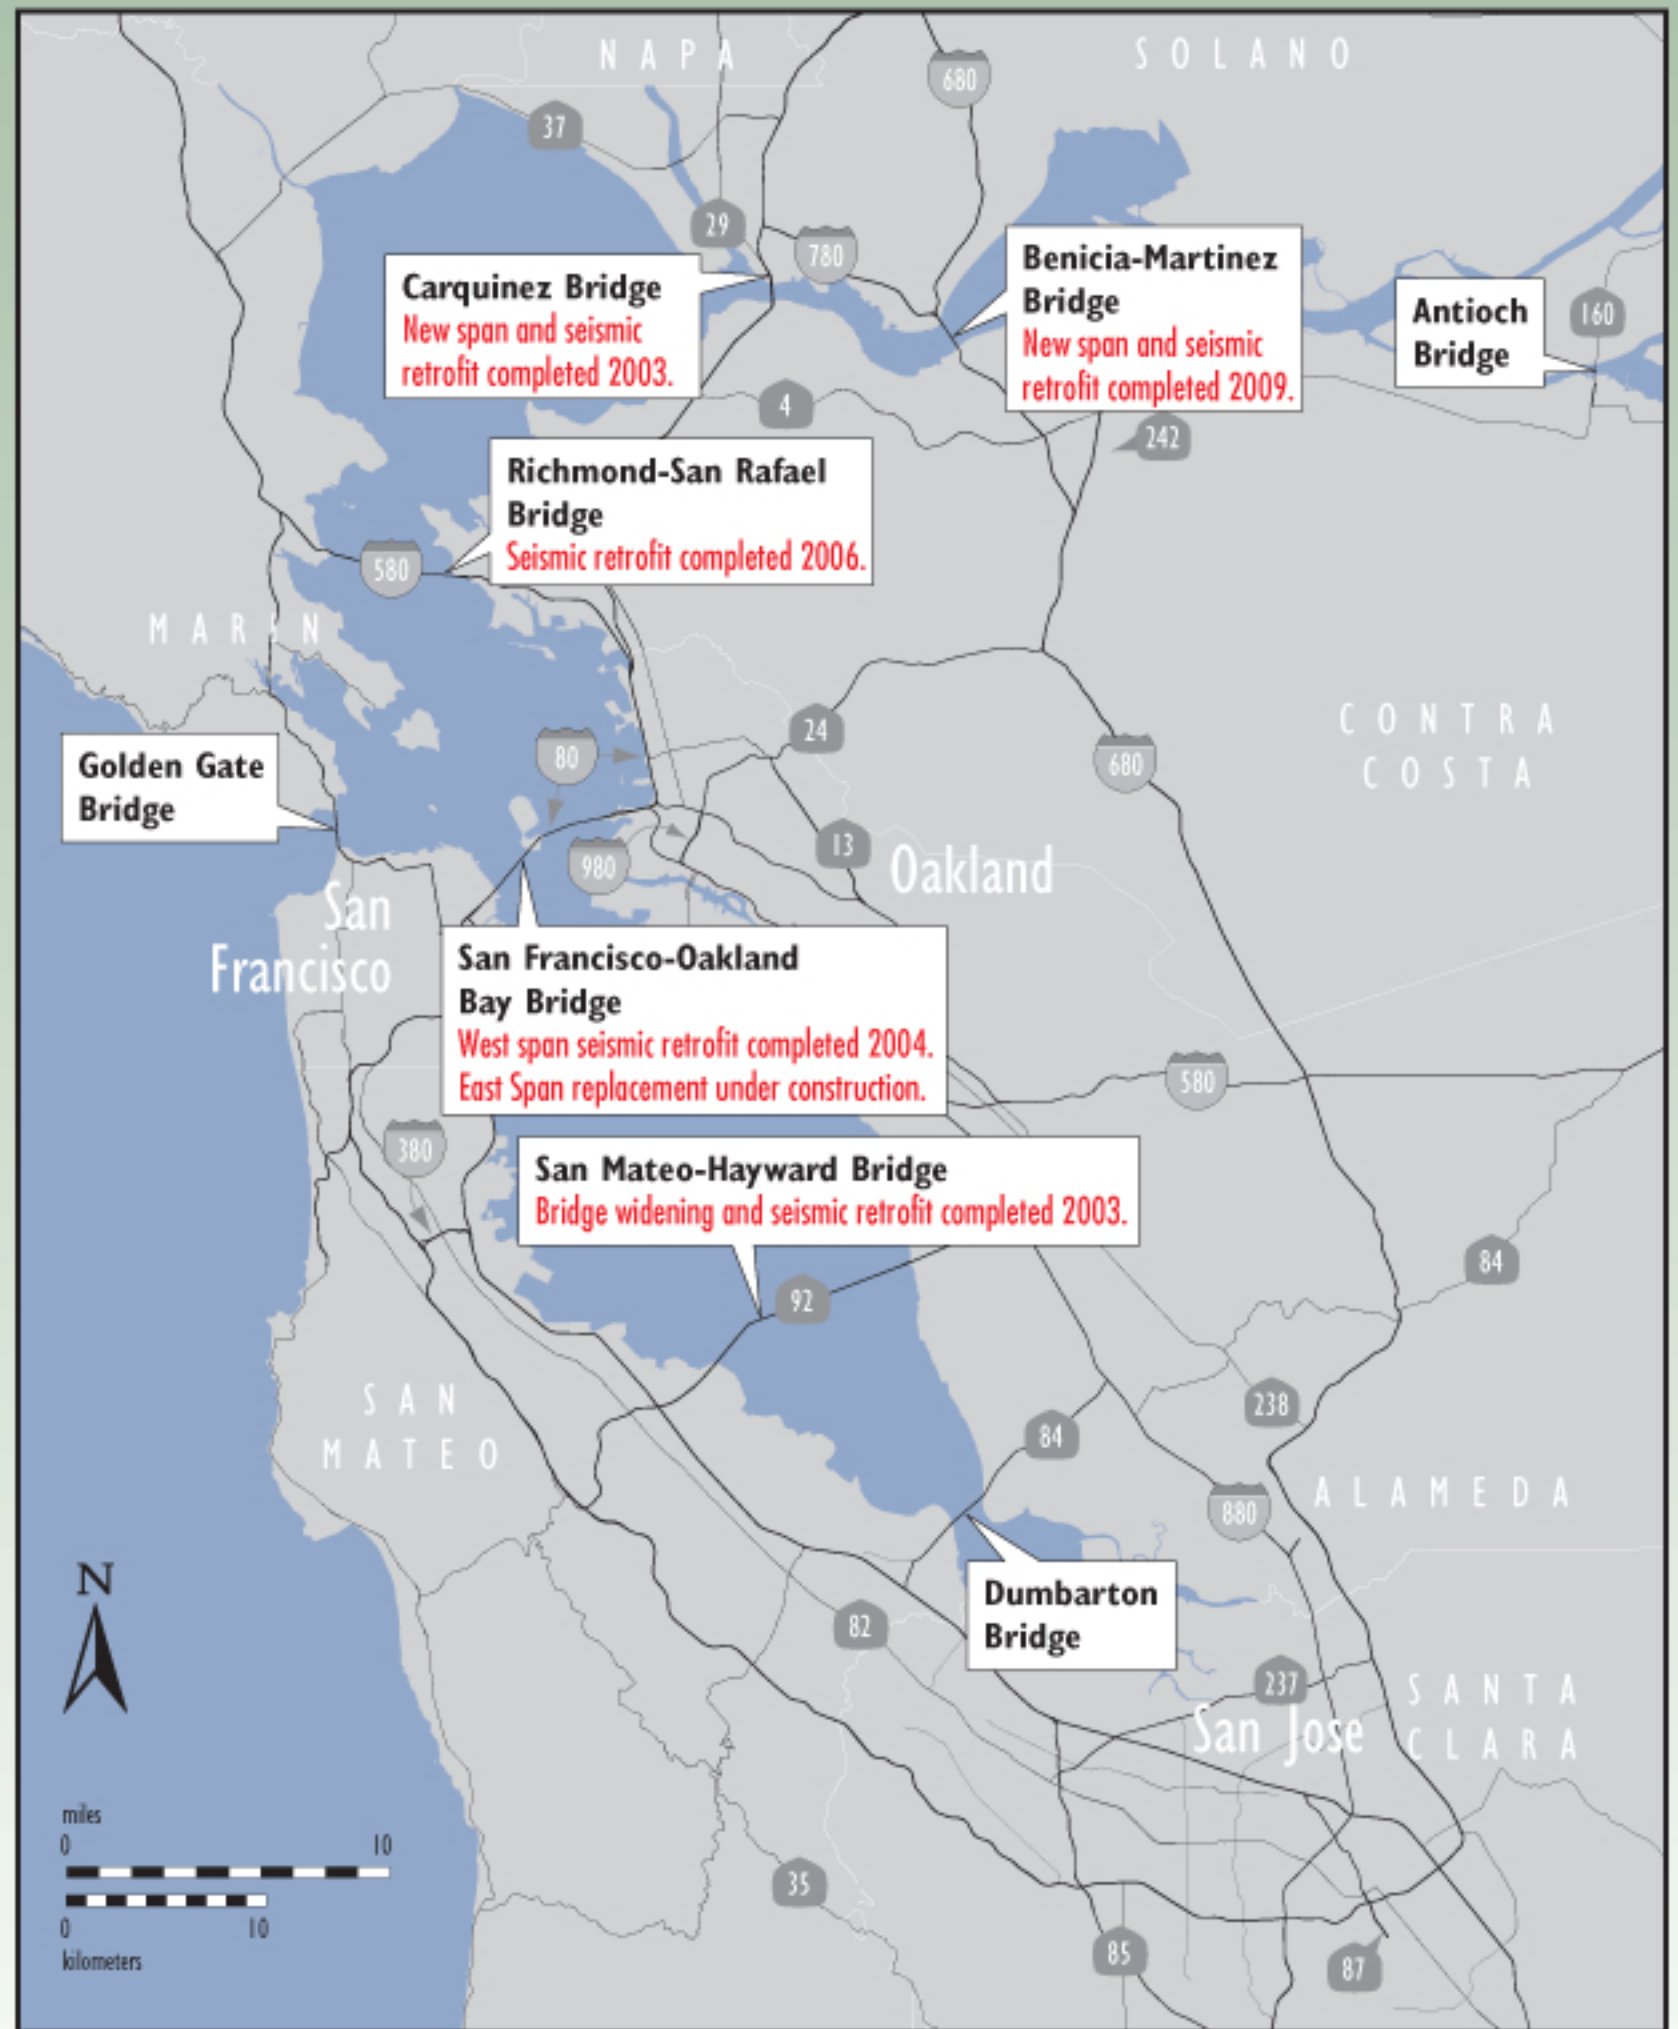 NAPA
SOLANO
680
37
29
780
Carquinez Bridge
New span and seismic
retrofit completed 2003.
Benicia-Martinez
Bridge
New span and seismic
retrofit completed 2009.
Antioch
Bridge
160
4
242
Richmond-San Rafael
Bridge
Seismic retrofit completed 2006.
580
MARIN
24
CONTRA
COSTA
80
680
Golden Gate
Bridge
13
980
Oakland
San
Francisco
San Francisco-Oakland
Bay Bridge
West span seismic retrofit completed 2004.
East Span replacement under construction.
580
380
San Mateo-Hayward Bridge
Bridge widening and seismic retrofit completed 2003.
84
92
SAN
MATEO
238
84
ALAMEDA
880
N
Dumbarton
Bridge
82
237
SANTA
CLARA
San Jose
miles
0 10
0 10
kilometers
35
85
87